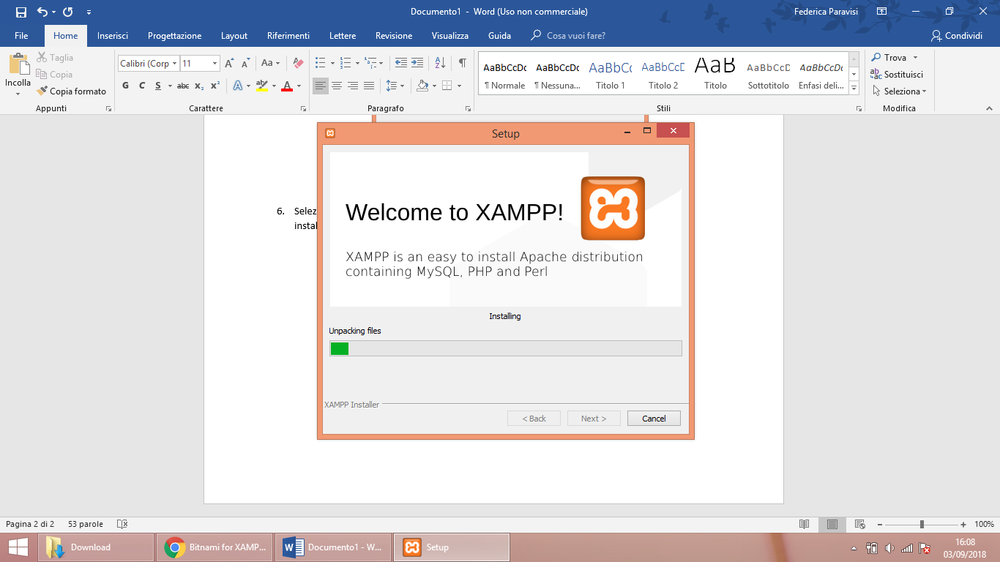 Documento1 - Word (Uso non commerciale)
Federica Paravisi
File Home Inserisci Progettazione Layout Riferimenti Lettere Revisione Visualizza Guida Cosa vuoi fare? Condividi
Incolla
Taglia
Copia
Copia formato
Appunti
Calibri (Corp 11
Aa
G C S abc x₂ x² A ab A
Carattere
Paragrafo
AaBbCcDc AaBbCcDc AaBbCc AaBbCcD AaB AaBbCcD AaBbCcDc
¶ Normale ¶ Nessuna... Titolo 1 Titolo 2 Titolo Sottotitolo Enfasi deli...
Stili
Trova
Sostituisci
Seleziona
Modifica
6. Selez
instal
Setup
Welcome to XAMPP!
XAMPP is an easy to install Apache distribution
containing MySQL, PHP and Perl
Installing
Unpacking files
XAMPP Installer
< Back Next > Cancel
Pagina 2 di 2 53 parole 100%
Download Bitnami for XAMP... Documento1 - W... Setup
16:08
03/09/2018